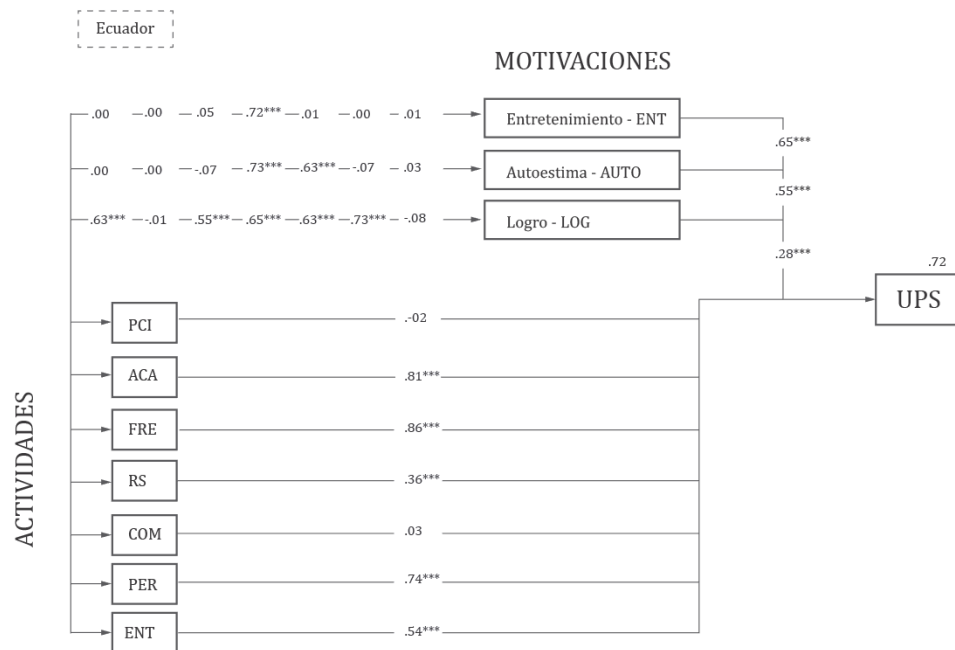 Ecuador
MOTIVACIONES
.00 -.00 -.05 -.72*** -.01 -.00 -.01
Entretenimiento - ENT
.65***
.00 -.00 --.07 -.73*** -.63*** --.07 -.03
Autoestima - AUTO
.55***
.63*** --.01 -.55*** -.65*** -.63*** -.73*** --.08
Logro - LOG
.28***
.72
UPS
ACTIVIDADES
PCI
.-02
ACA
.81***
FRE
.86***
RS
.36***
COM
.03
PER
.74***
ENT
.54***